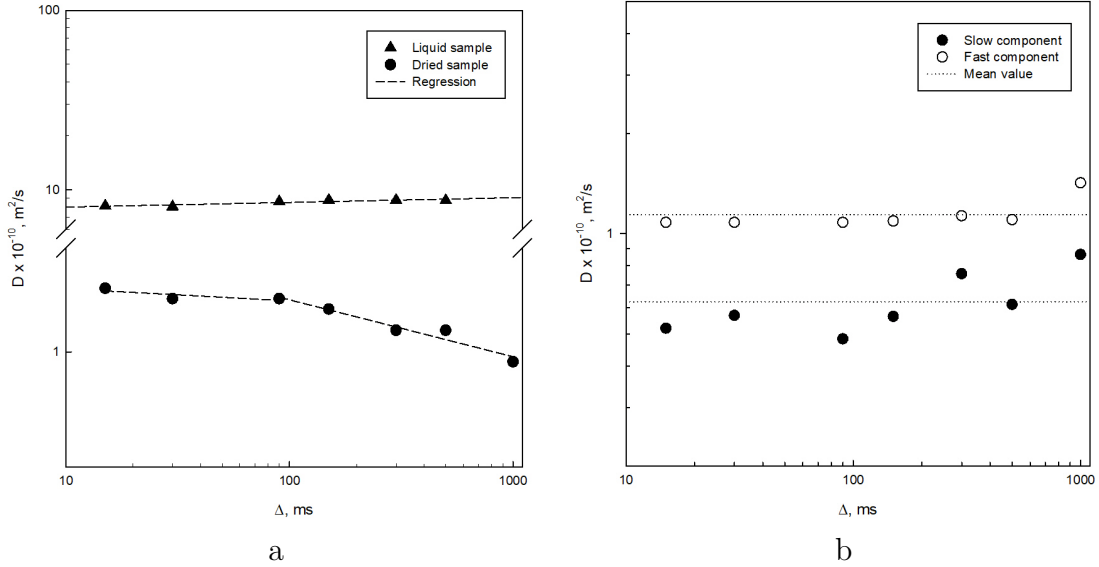 100
10
1
D x 10⁻¹⁰, m²/s
Liquid sample
Dried sample
Regression
10
100
1000
Δ, ms
a
1
D x 10⁻¹⁰, m²/s
Slow component
Fast component
Mean value
10
100
1000
Δ, ms
b